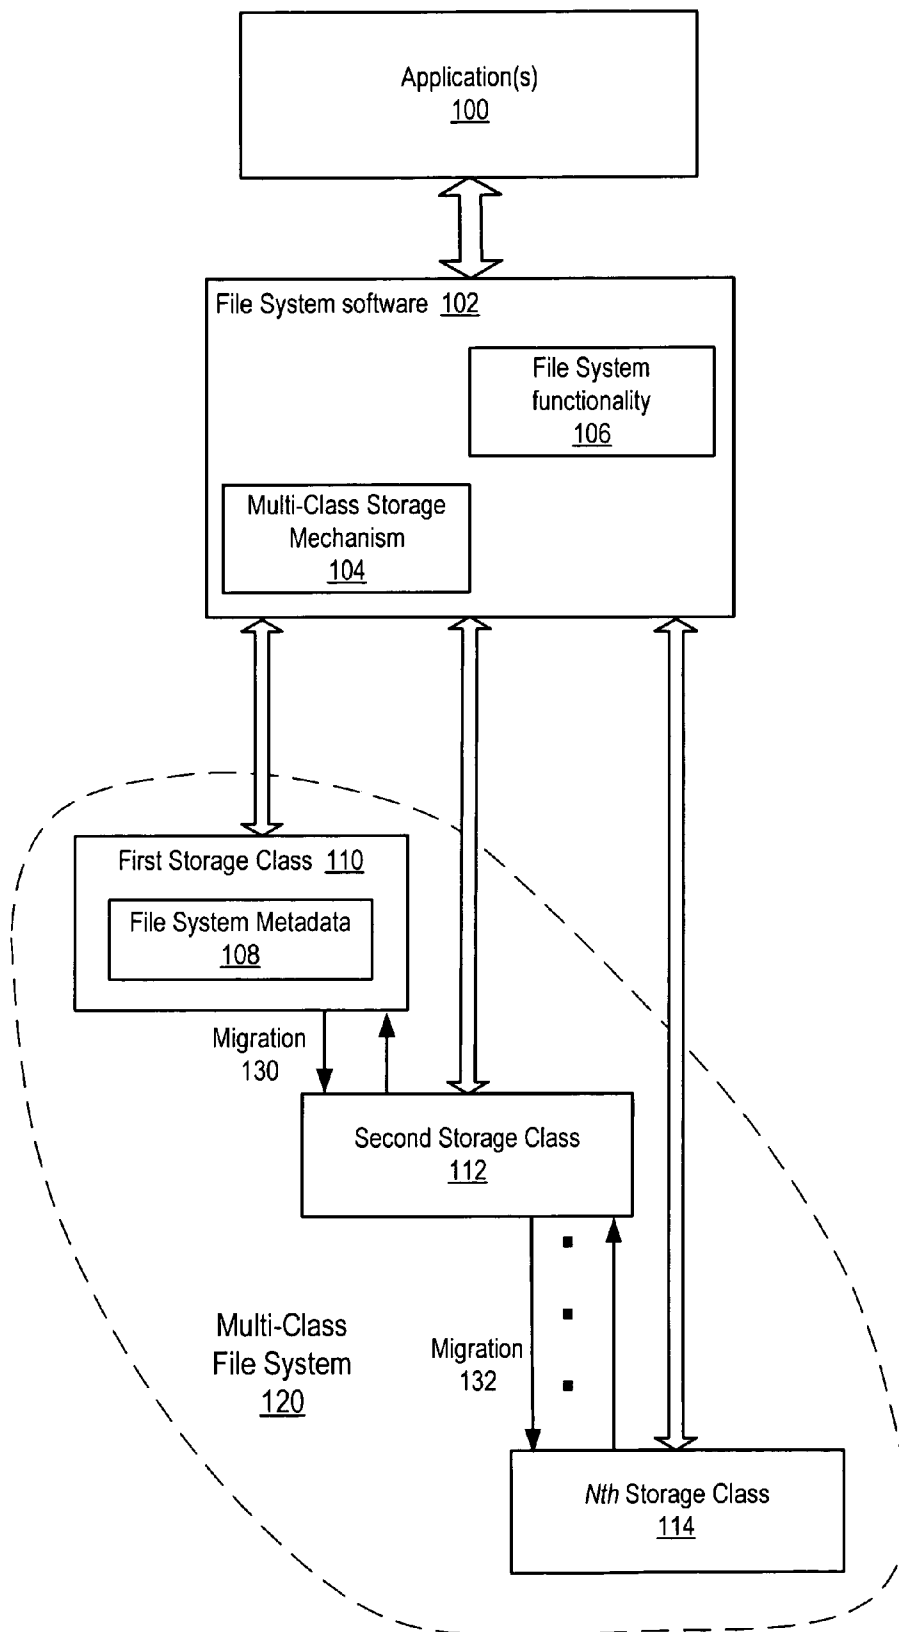 Application(s)
100
File System software 102
File System
functionality
106
Multi-Class Storage
Mechanism
104
First Storage Class 110
File System Metadata
108
Migration
130
Second Storage Class
112
Multi-Class
File System
120
Migration
132
Nth Storage Class
114